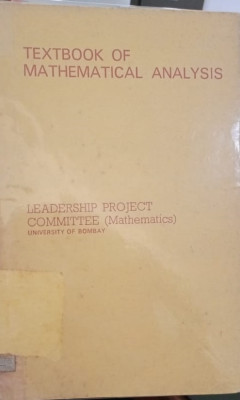 TEXTBOOK OF
MATHEMATICAL ANALYSIS
LEADERSHIP PROJECT
COMMITTEE (Mathematics)
UNIVERSITY OF BOMBAY